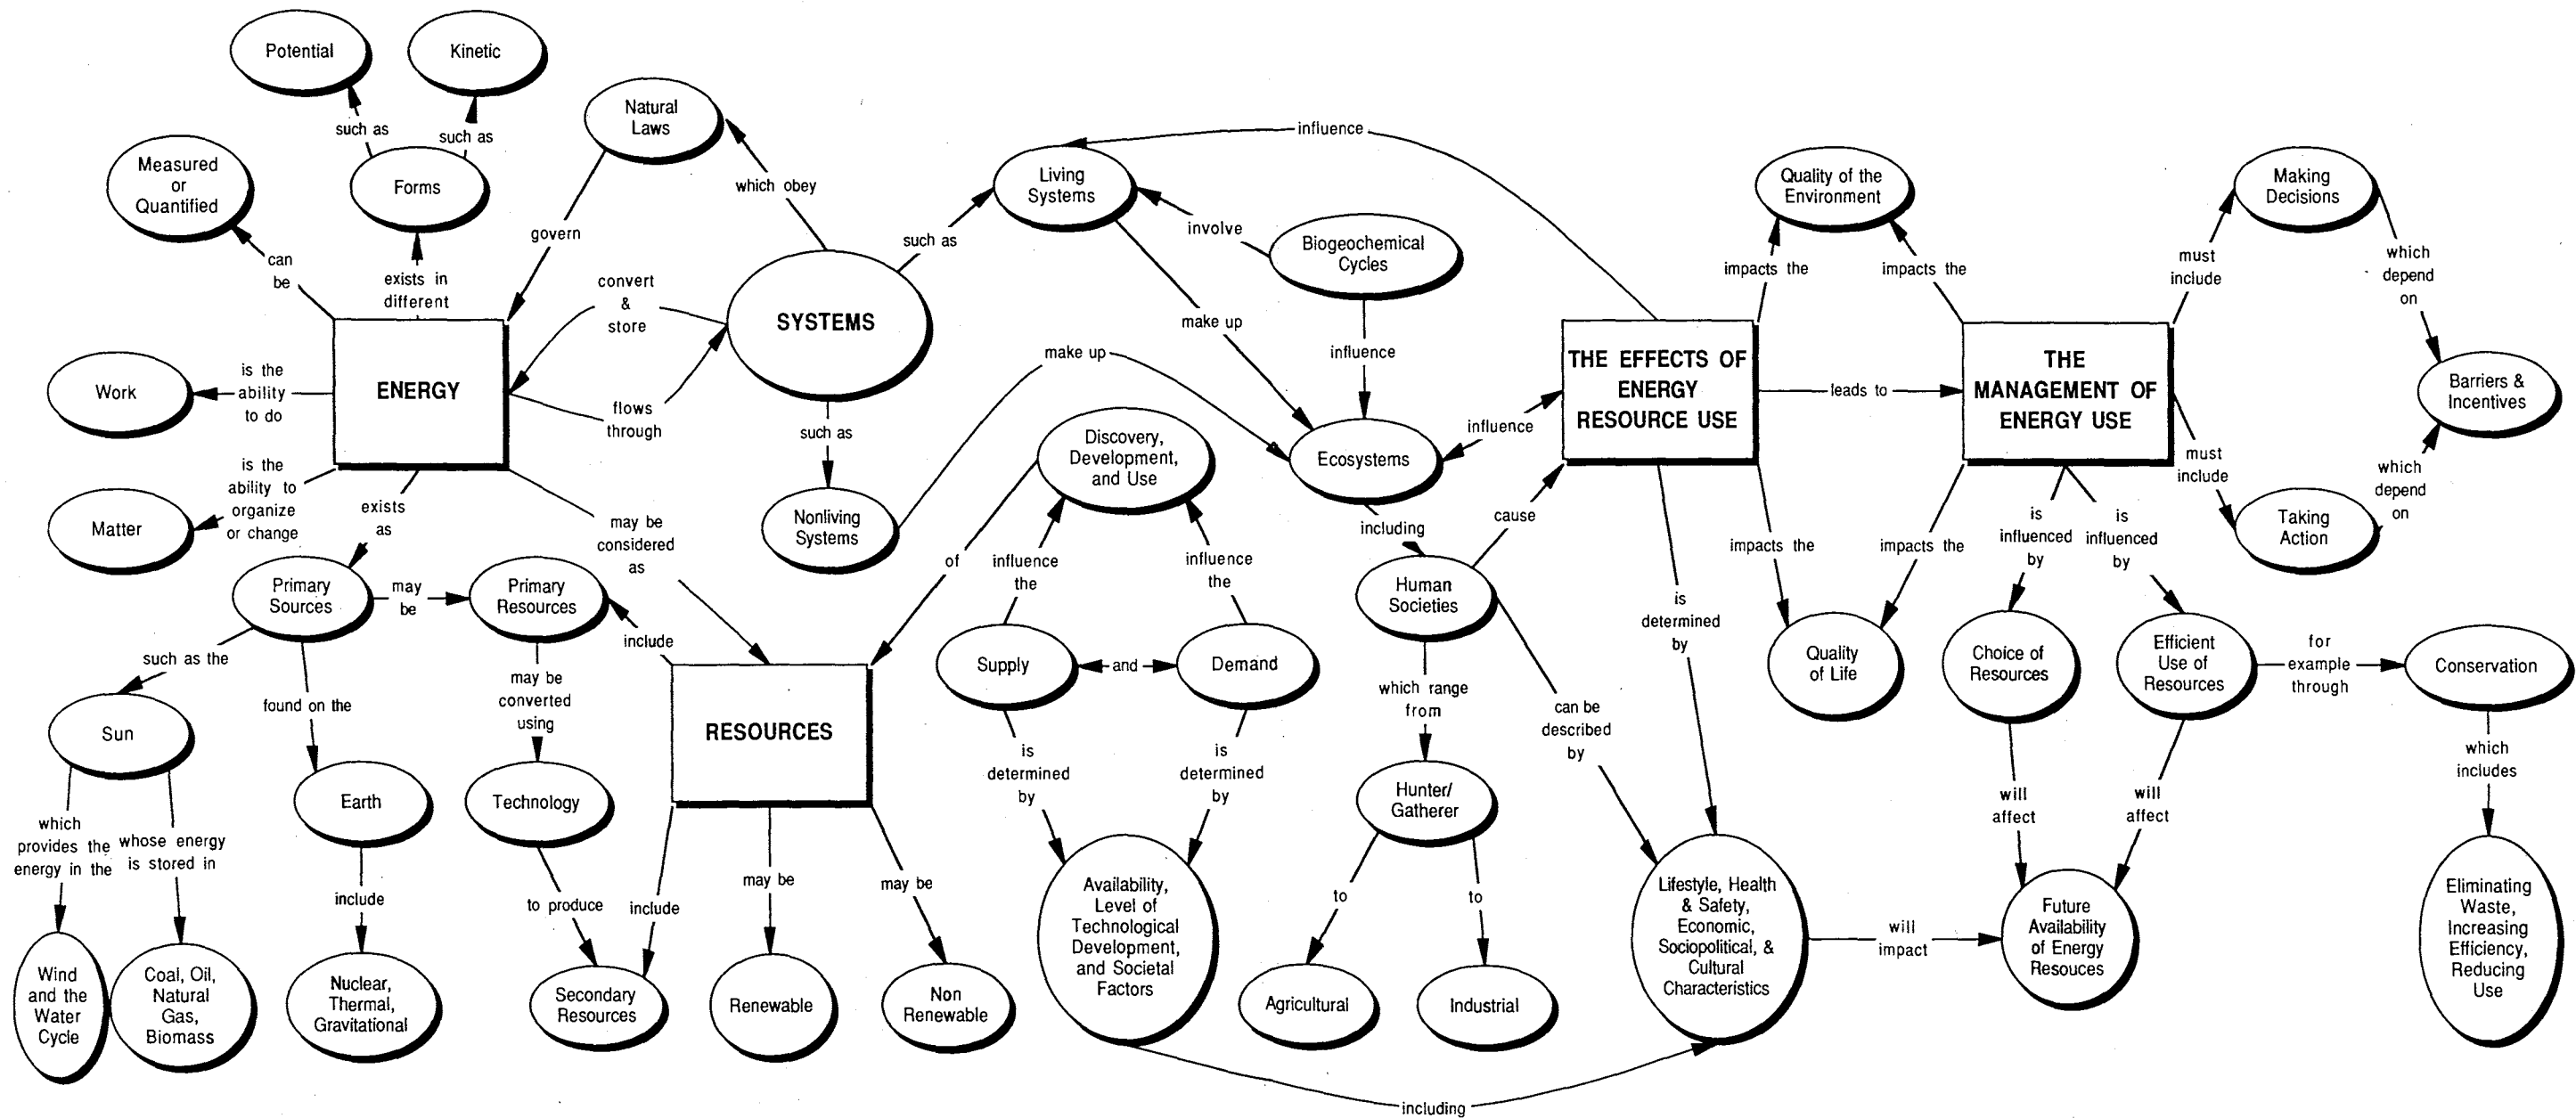 Potential
Kinetic
such as
such as
Natural
Laws
Measured
or
Quantified
Forms
which obey
govern
can
be
exists in
different
convert
&
store
SYSTEMS
such as
Living
Systems
influence
involve
Biogeochemical
Cycles
make up
influence
Work
is the
ability
to do
ENERGY
flows
through
such as
make up
Matter
is the
ability to
organize
or change
exists
as
may be
considered
as
Nonliving
Systems
Discovery,
Development,
and Use
Ecosystems
influence
THE EFFECTS OF
ENERGY
RESOURCE USE
leads to
THE
MANAGEMENT OF
ENERGY USE
Quality of the
Environment
impacts the
impacts the
Making
Decisions
must
include
which
depend
on
Barriers &
Incentives
must
include
which
depend
on
Taking
Action
Primary
Sources
may
be
Primary
Resources
include
of
influence
the
influence
the
including
cause
Human
Societies
is
determined
by
impacts the
impacts the
is
influenced
by
is
influenced
by
such as the
found on the
may be
converted
using
RESOURCES
Supply
and
Demand
which range
from
can be
described
by
Quality
of Life
Choice of
Resources
Efficient
Use of
Resources
for
example
through
Conservation
Sun
Earth
Technology
is
determined
by
is
determined
by
Hunter/
Gatherer
will
affect
will
affect
which
includes
which
provides the
energy in the
whose energy
is stored in
include
to produce
include
may be
may be
to
to
Availability,
Level of
Technological
Development,
and Societal
Factors
Lifestyle, Health
& Safety,
Economic,
Sociopolitical, &
Cultural
Characteristics
will
impact
Future
Availability
of Energy
Resouces
Eliminating
Waste,
Increasing
Efficiency,
Reducing
Use
Wind
and the
Water
Cycle
Coal, Oil,
Natural
Gas,
Biomass
Nuclear,
Thermal,
Gravitational
Secondary
Resources
Renewable
Non
Renewable
Agricultural
Industrial
including